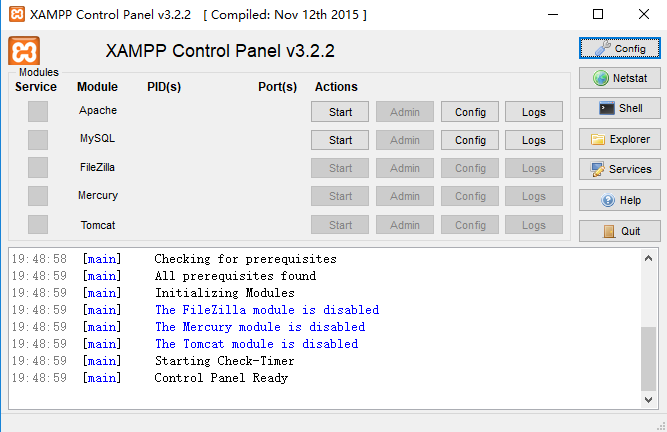 XAMPP Control Panel v3.2.2 [ Compiled: Nov 12th 2015 ]
XAMPP Control Panel v3.2.2
Config
Modules
Service Module PID(s) Port(s) Actions
Netstat
Apache Start Admin Config Logs
Shell
MySQL Start Admin Config Logs
Explorer
FileZilla Start Admin Config Logs
Services
Mercury Start Admin Config Logs
Help
Tomcat Start Admin Config Logs
Quit
19:48:58 [main] Checking for prerequisites
19:48:59 [main] All prerequisites found
19:48:59 [main] Initializing Modules
19:48:59 [main] The FileZilla module is disabled
19:48:59 [main] The Mercury module is disabled
19:48:59 [main] The Tomcat module is disabled
19:48:59 [main] Starting Check-Timer
19:48:59 [main] Control Panel Ready